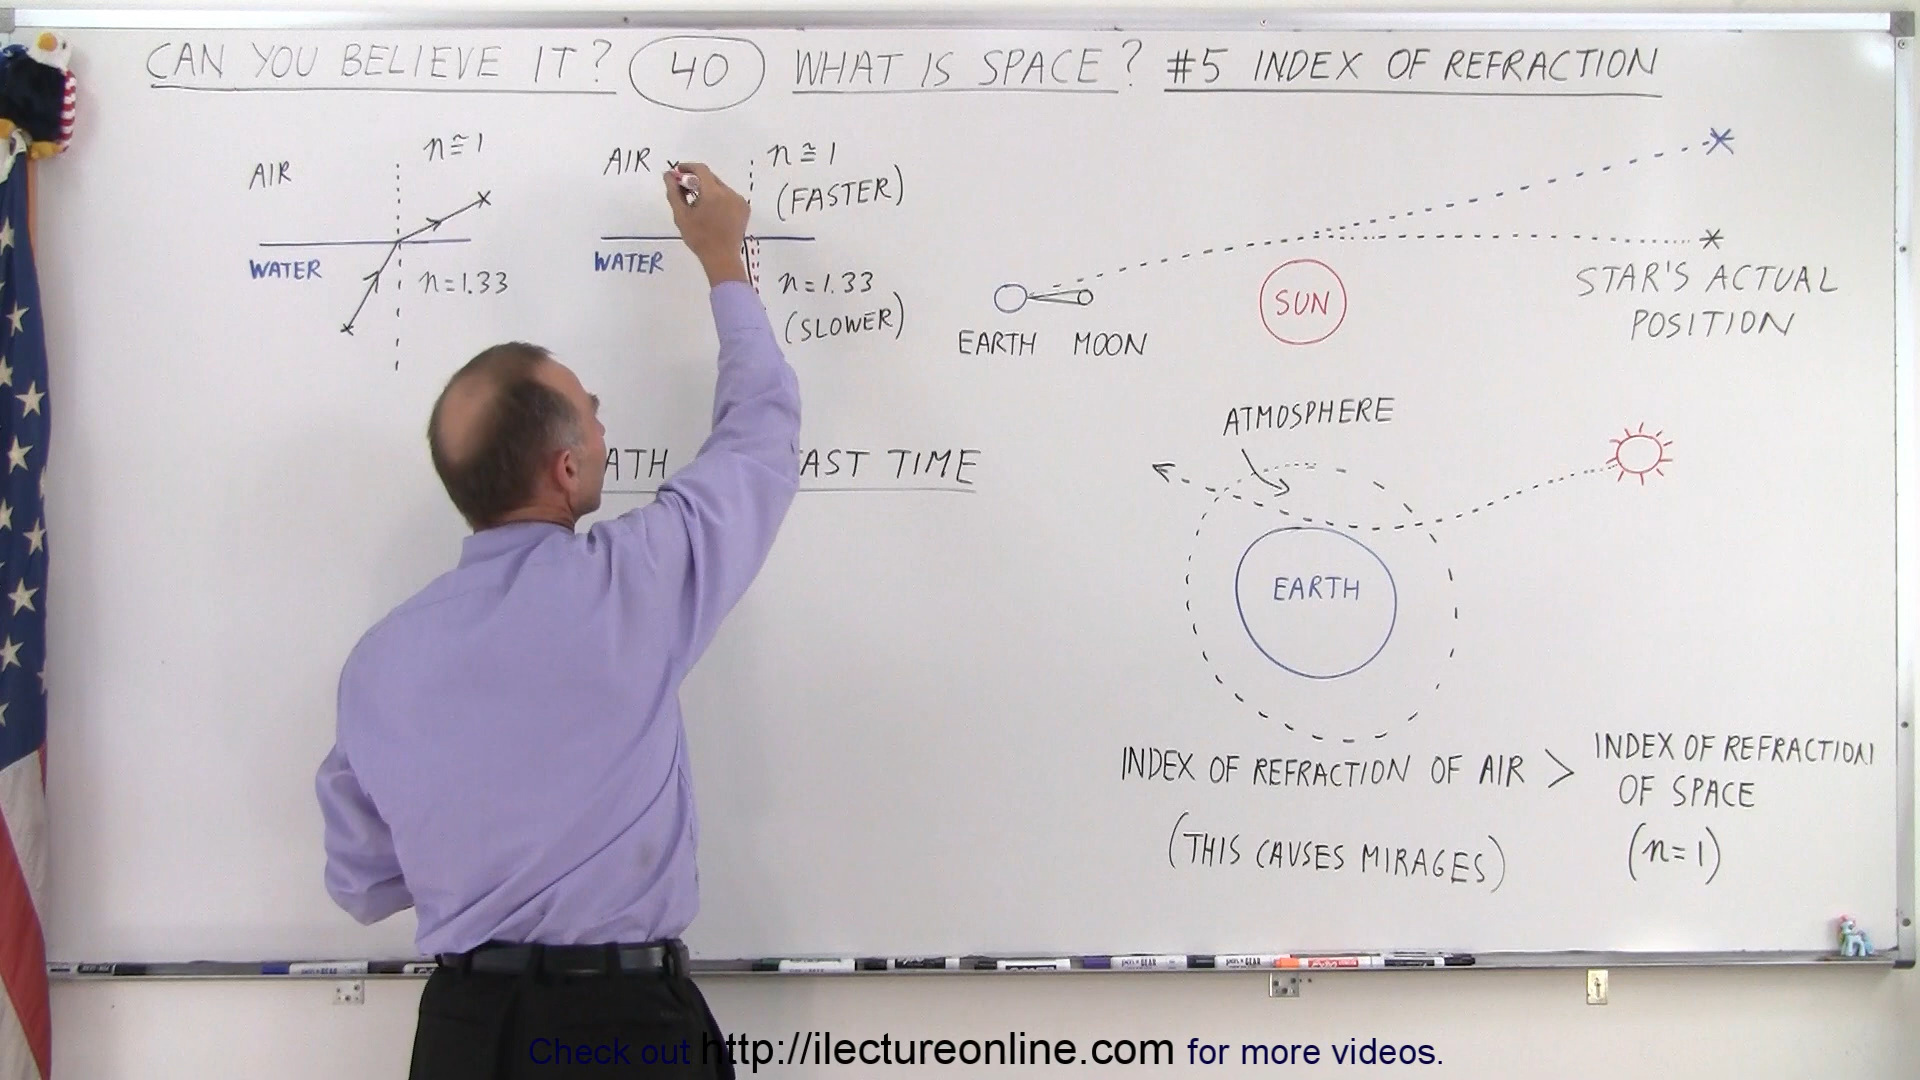 CAN YOU BELIEVE IT? 40 WHAT IS SPACE? #5 INDEX OF REFRACTION
AIR
n≅1
WATER
n=1.33
AIR
n≅1
(FASTER)
WATER
n=1.33
(SLOWER)
TIME
EARTH
MOON
SUN
STAR'S ACTUAL
POSITION
ATMOSPHERE
EARTH
INDEX OF REFRACTION OF AIR > INDEX OF REFRACTION
OF SPACE
(THIS CAUSES MIRAGES)
(n=1)
Check out http://ilectureonline.com for more videos.